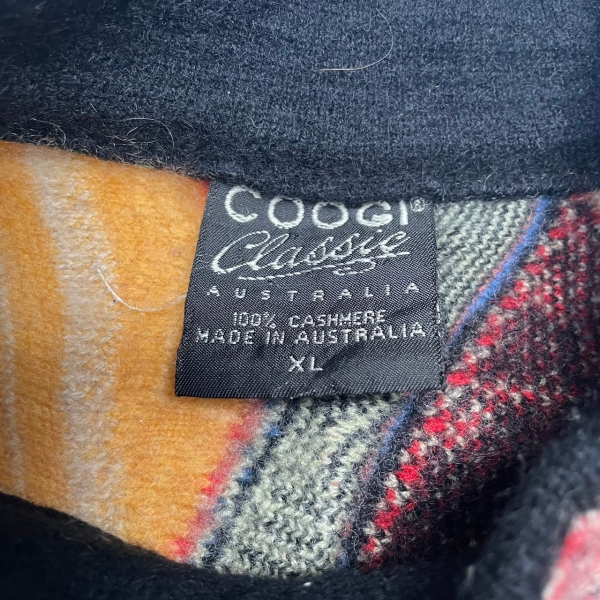 COOGI®
Classic
AUSTRALIA
100% CASHMERE
MADE IN AUSTRALIA
XL